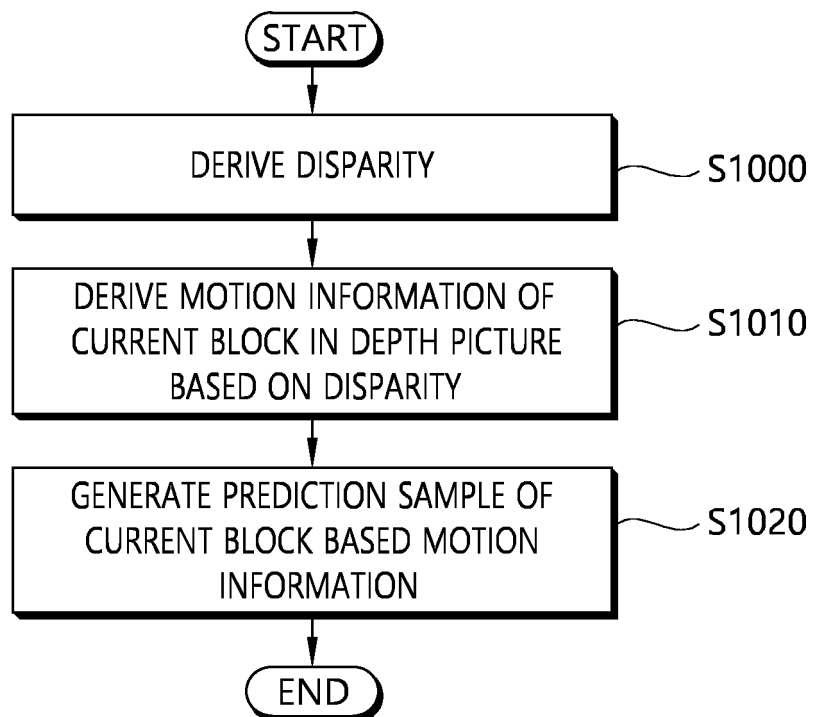 START
DERIVE DISPARITY
S1000
DERIVE MOTION INFORMATION OF
CURRENT BLOCK IN DEPTH PICTURE
BASED ON DISPARITY
S1010
GENERATE PREDICTION SAMPLE OF
CURRENT BLOCK BASED MOTION
INFORMATION
S1020
END